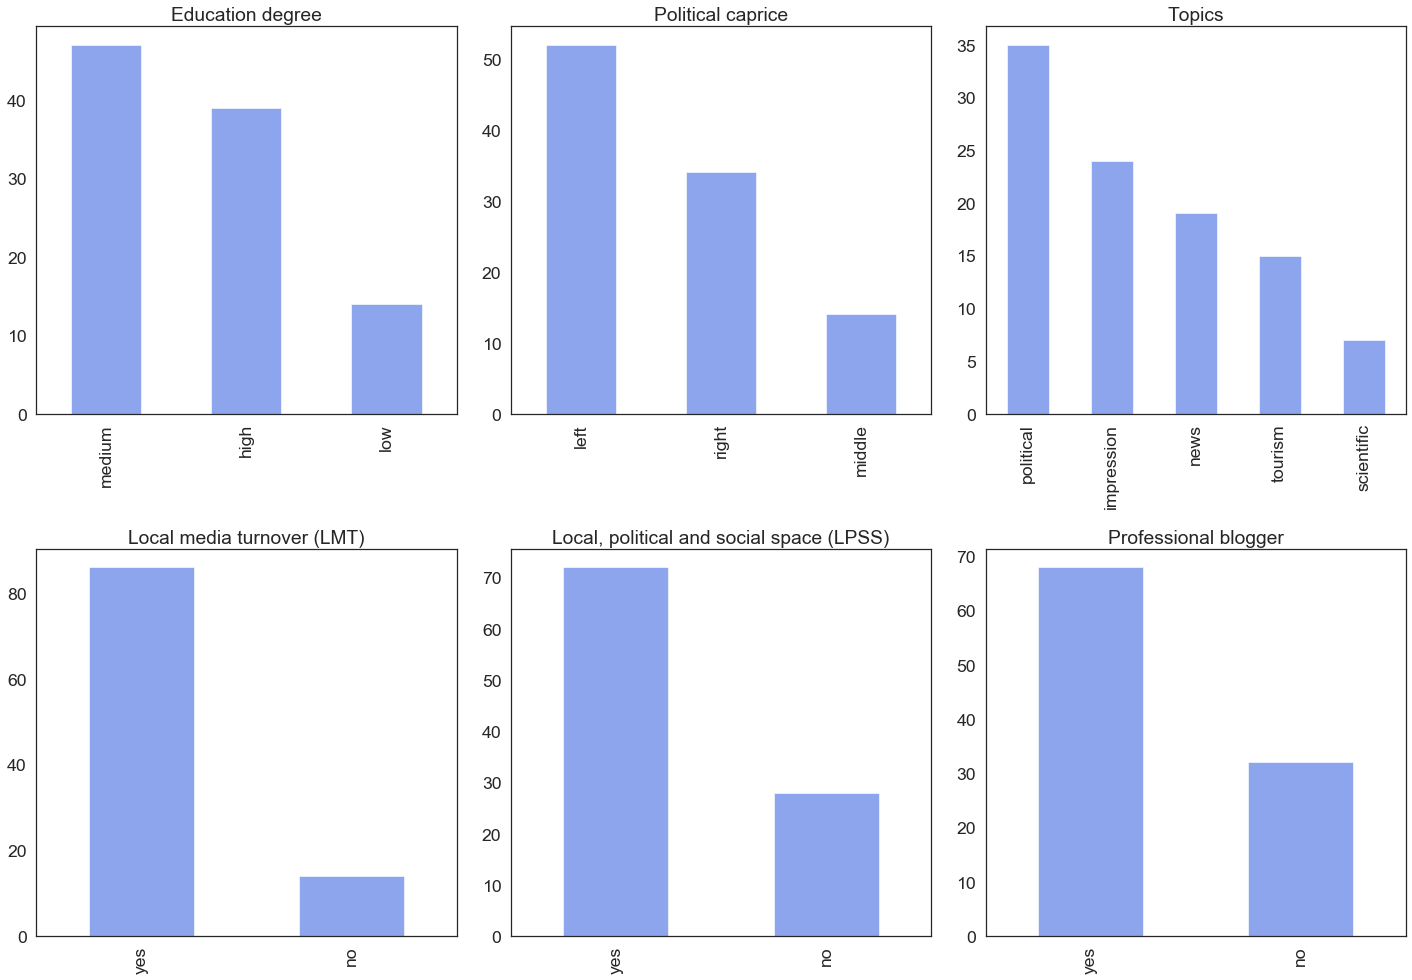 Education degree
40
30
20
10
0
medium
high
low
Political caprice
50
40
30
20
10
0
left
right
middle
Topics
35
30
25
20
15
10
5
0
political
impression
news
tourism
scientific
Local media turnover (LMT)
80
60
40
20
0
yes
no
Local, political and social space (LPSS)
70
60
50
40
30
20
10
0
yes
no
Professional blogger
70
60
50
40
30
20
10
0
yes
no